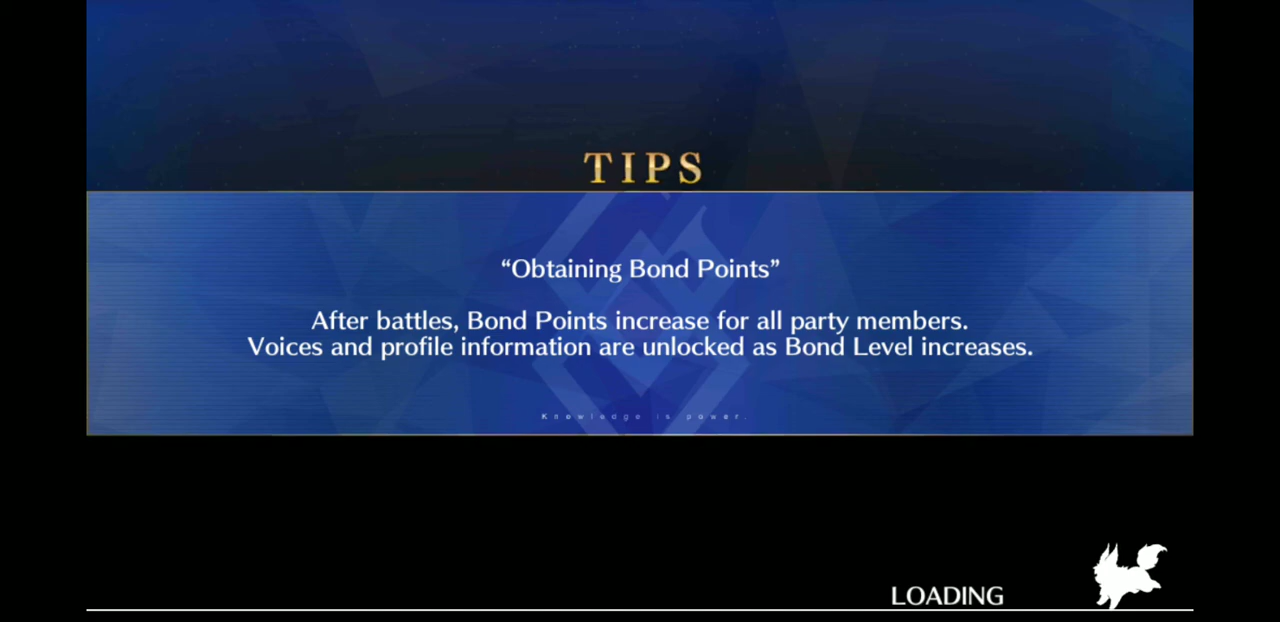 TIPS
“Obtaining Bond Points”
After battles, Bond Points increase for all party members.
Voices and profile information are unlocked as Bond Level increases.
Knowledge is power.
LOADING